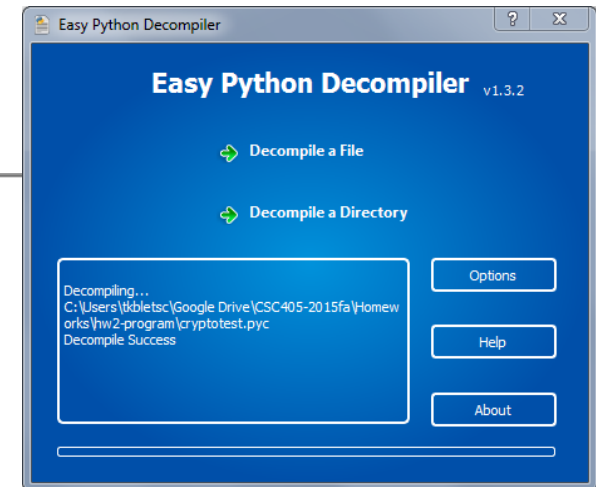 Easy Python Decompiler
Easy Python Decompiler v1.3.2
Decompile a File
Decompile a Directory
Decompiling...
C:\Users\tkbletsc\Google Drive\CSC405-2015fa\Homew
orks\hw2-program\cryptotest.pyc
Decompile Success
Options
Help
About